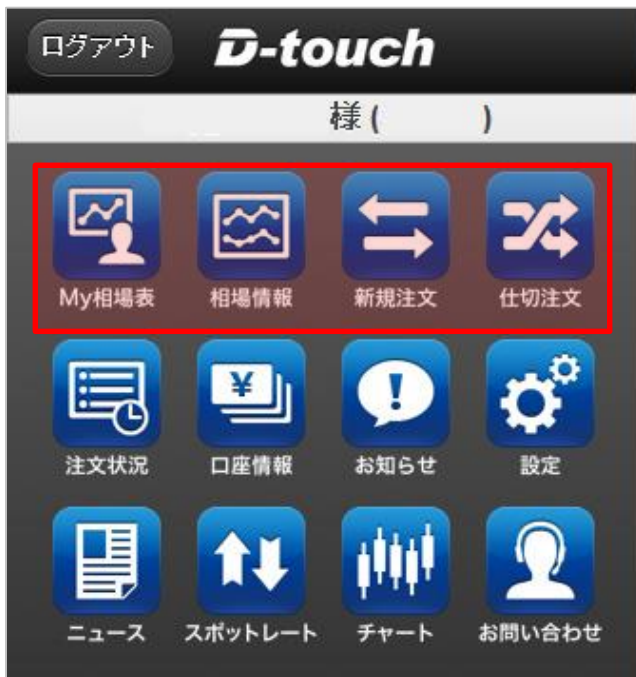 ログアウト D-touch
様 ( )
My相場表 相場情報 新規注文 仕切注文
¥ !
注文状況 口座情報 お知らせ 設定
ニュース スポットレート チャート お問い合わせ